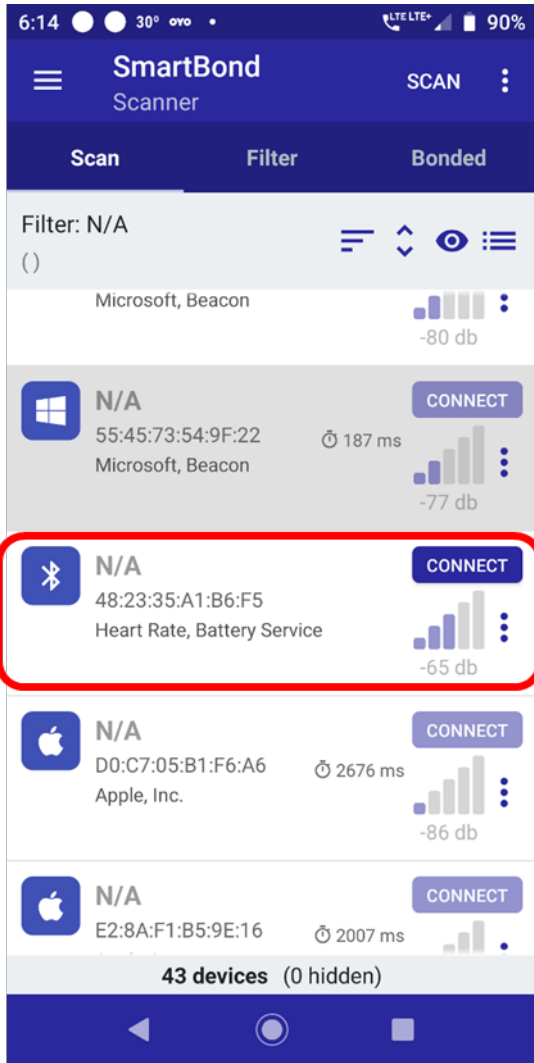 6:14 30° OYO • LTE LTE+ 90%
SmartBond
Scanner
SCAN
Scan Filter Bonded
Filter: N/A
( )
Microsoft, Beacon
-80 db
N/A CONNECT
55:45:73:54:9F:22 187 ms
Microsoft, Beacon
-77 db
N/A CONNECT
48:23:35:A1:B6:F5
Heart Rate, Battery Service
-65 db
N/A CONNECT
D0:C7:05:B1:F6:A6 2676 ms
Apple, Inc.
-86 db
N/A CONNECT
E2:8A:F1:B5:9E:16 2007 ms
43 devices (0 hidden)